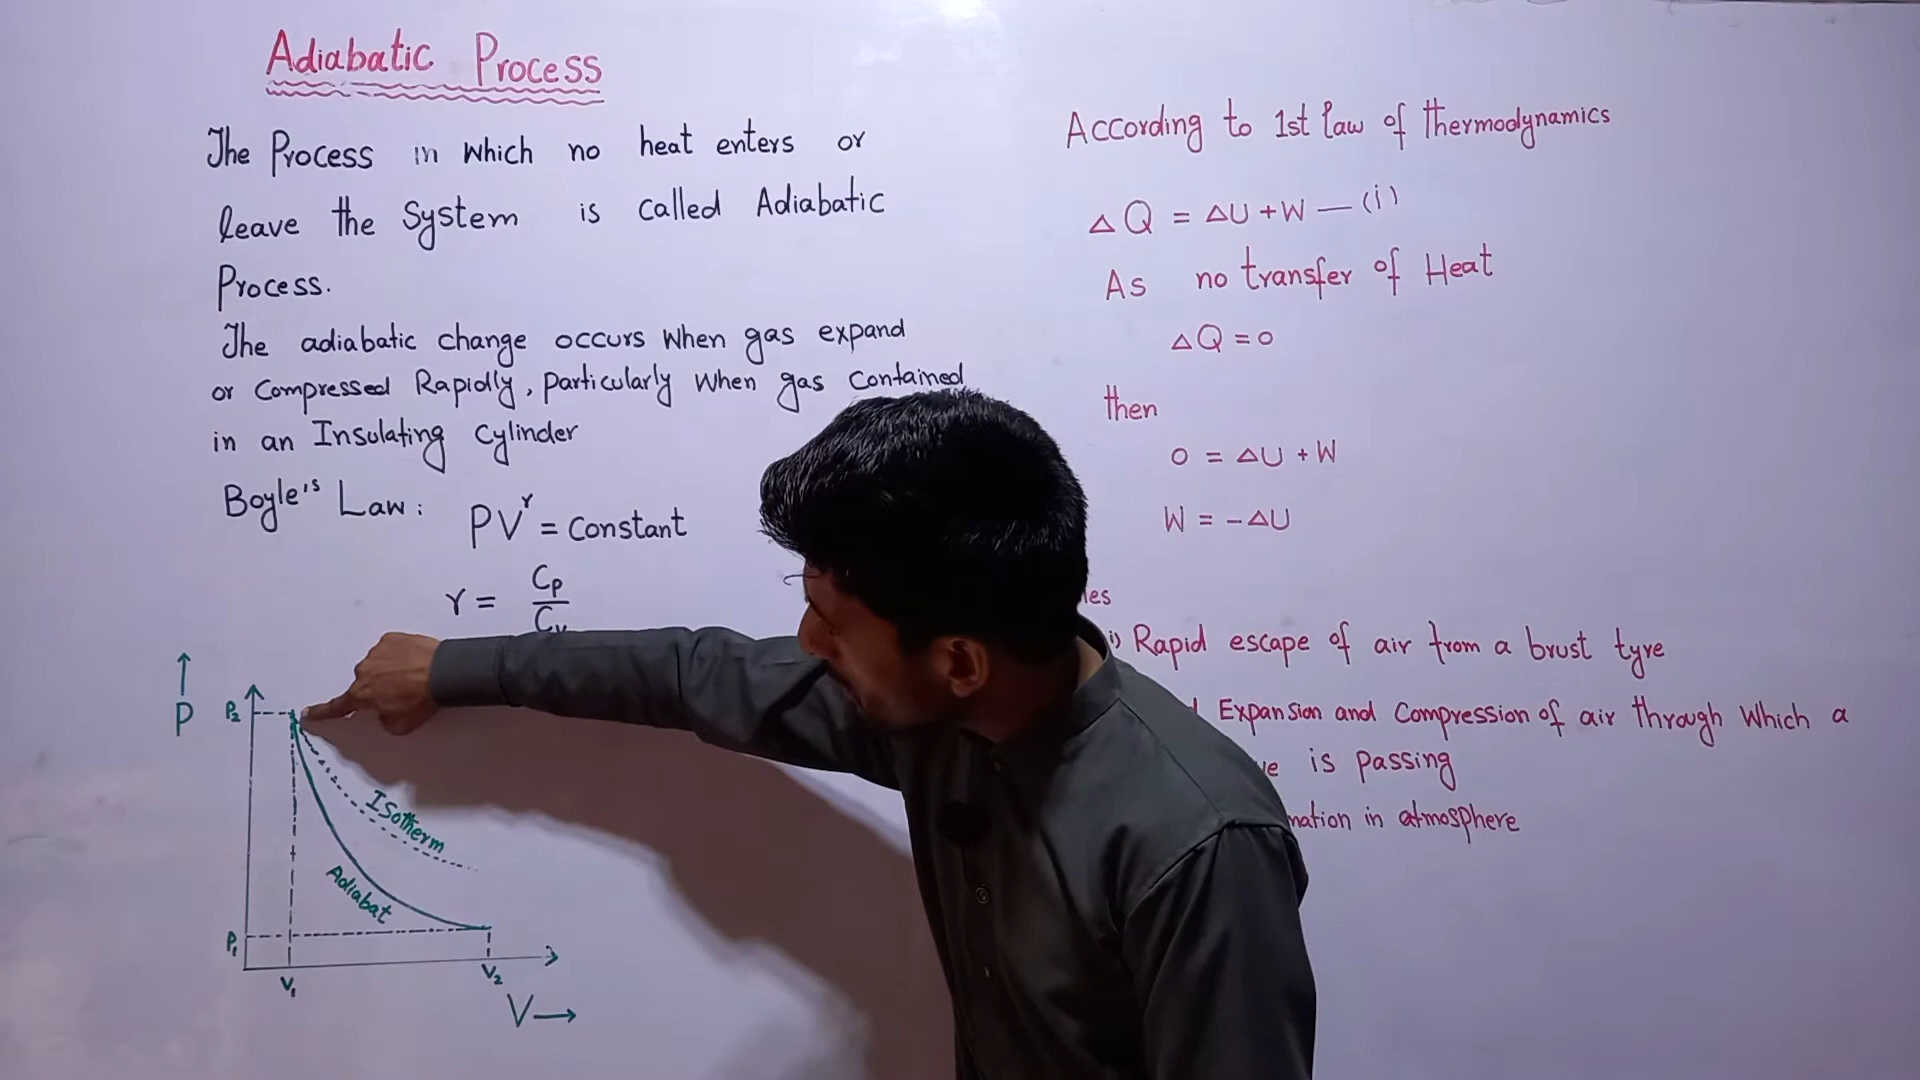 Adiabatic Process
The Process in which no heat enters or
leave the System is called Adiabatic
Process.
The adiabatic change occurs when gas expand
or Compressed Rapidly, particularly when gas Contained
in an Insulating Cylinder
Boyle's Law: PV^γ = Constant
γ = Cp/Cv
P
P₂
Isotherm
Adiabat
P₁
V₁
V₂
V
According to 1st law of thermodynamics
ΔQ = ΔU + W — (i)
As no transfer of Heat
ΔQ = 0
then
0 = ΔU + W
W = -ΔU
i) Rapid escape of air from a brust tyre
Expansion and Compression of air through which a
is passing
in atmosphere